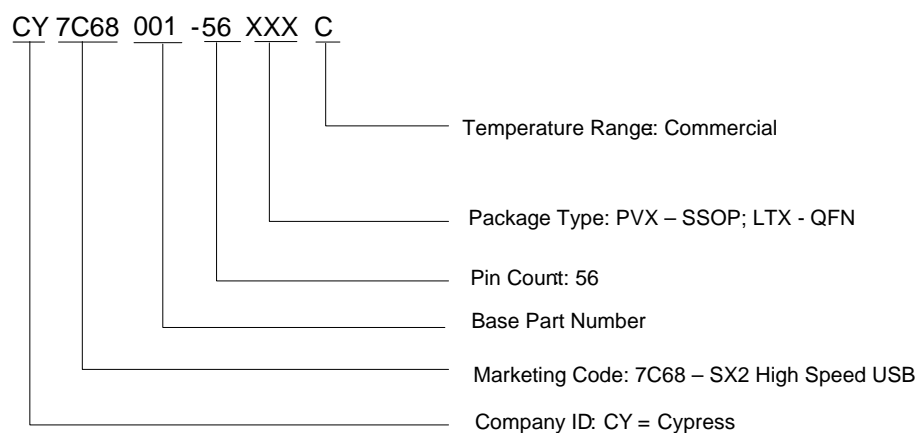 CY 7C68 001 -56 XXX C
Temperature Range: Commercial
Package Type: PVX – SSOP; LTX - QFN
Pin Count: 56
Base Part Number
Marketing Code: 7C68 – SX2 High Speed USB
Company ID: CY = Cypress